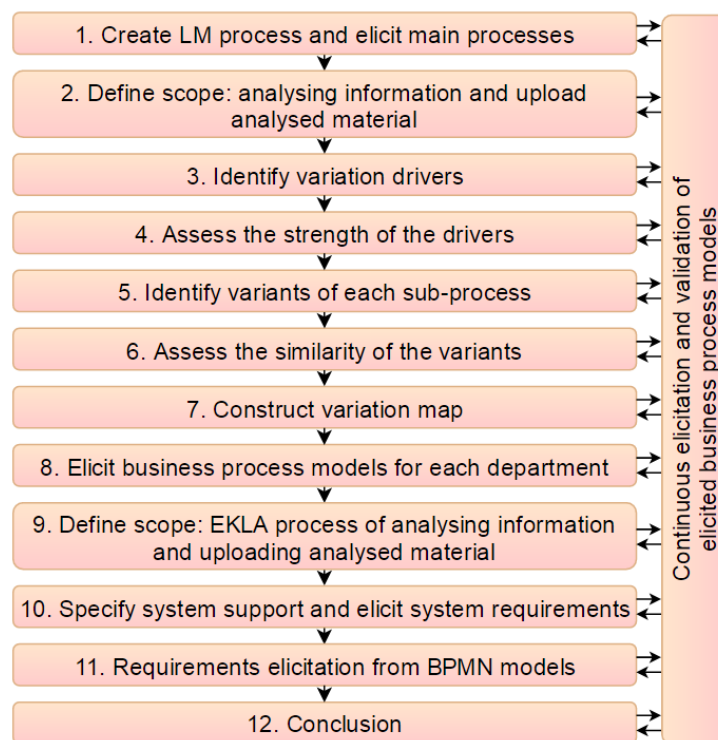 1. Create LM process and elicit main processes
2. Define scope: analysing information and upload
analysed material
3. Identify variation drivers
4. Assess the strength of the drivers
5. Identify variants of each sub-process
6. Assess the similarity of the variants
7. Construct variation map
8. Elicit business process models for each department
9. Define scope: EKLA process of analysing information
and uploading analysed material
10. Specify system support and elicit system requirements
11. Requirements elicitation from BPMN models
12. Conclusion
Continuous elicitation and validation of
elicited business process models